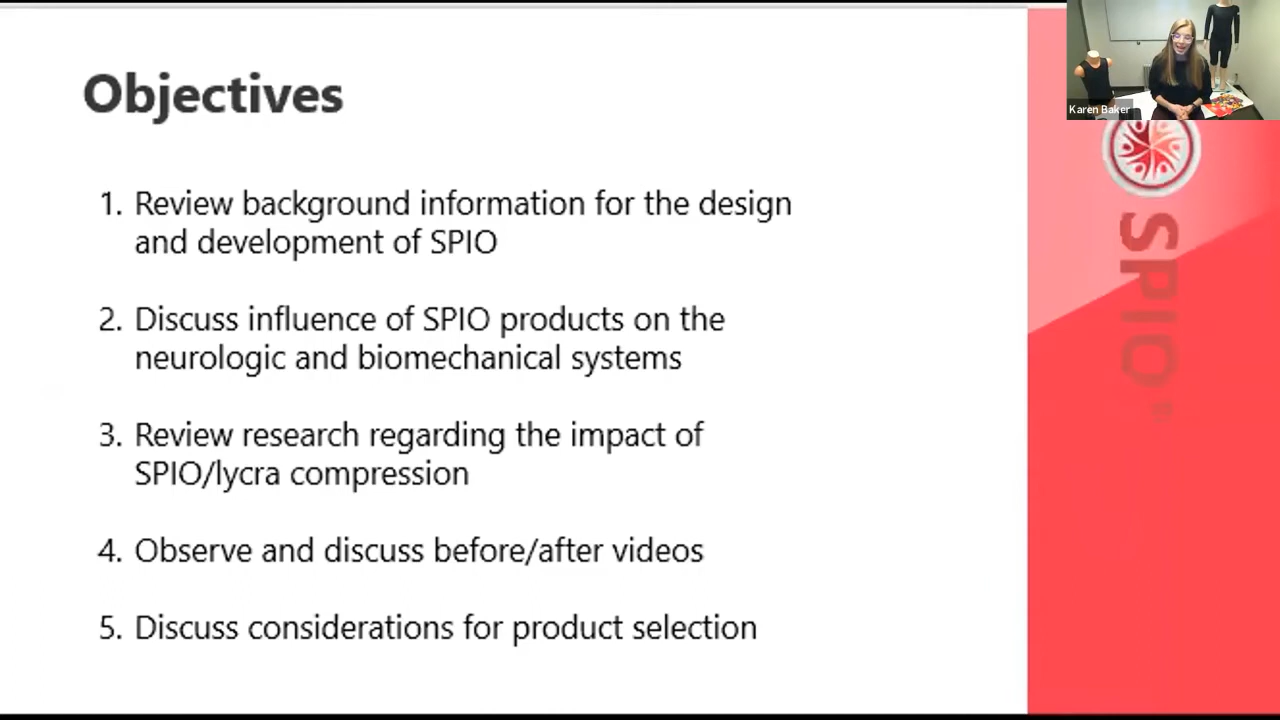 Objectives
1. Review background information for the design
and development of SPIO
2. Discuss influence of SPIO products on the
neurologic and biomechanical systems
3. Review research regarding the impact of
SPIO/lycra compression
4. Observe and discuss before/after videos
5. Discuss considerations for product selection
Karen Baker
SPIO